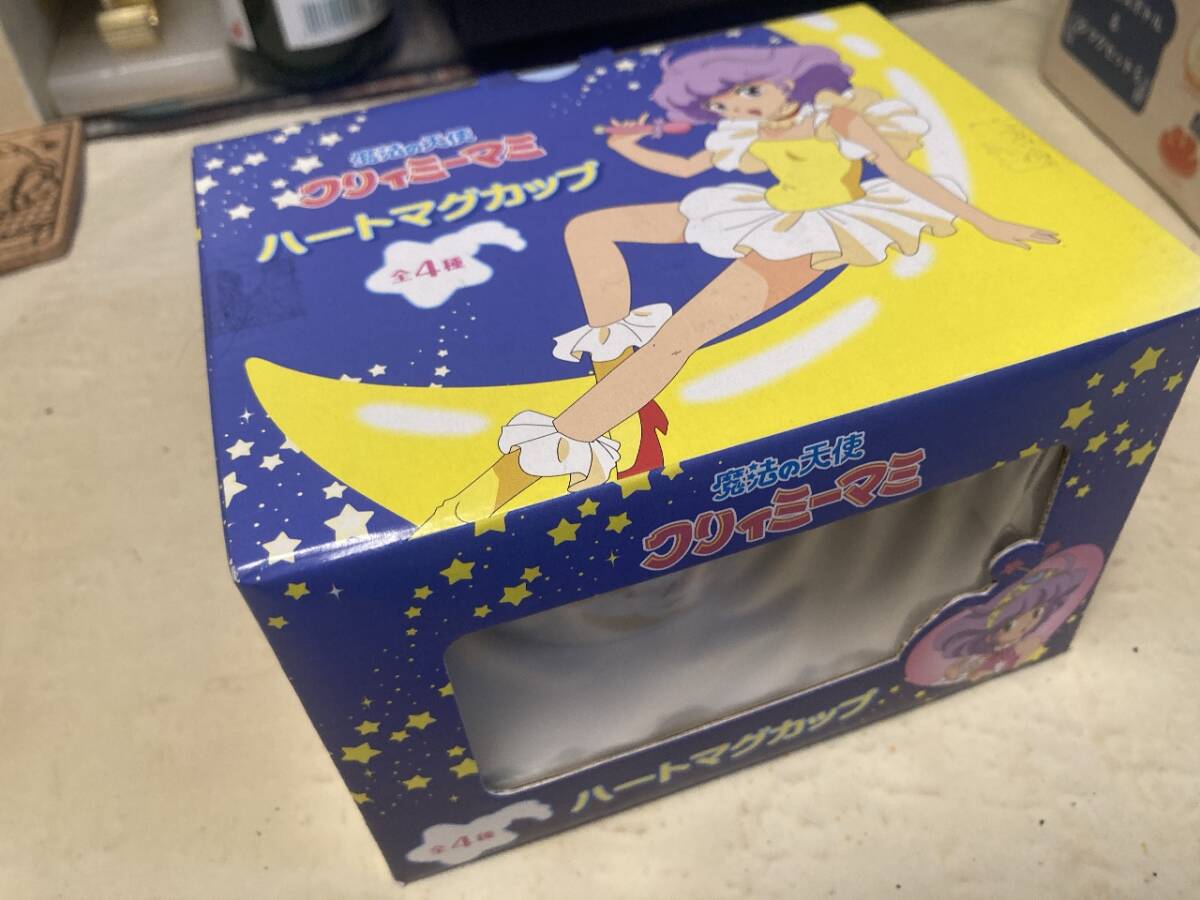 魔法の天使
クリィミーマミ
ハートマグカップ
全4種
魔法の天使
クリィミーマミ
ハートマグカップ
全4種
&